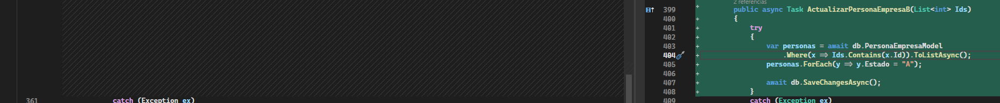 2 referencias
399 + public async Task ActualizarPersonaEmpresaB(List<int> Ids)
400 + {
401 + try
402 + {
403 + var personas = await db.PersonaEmpresaModel
404 + .Where(x => Ids.Contains(x.Id)).ToListAsync();
405 + personas.ForEach(y => y.Estado = "A");
406 +
407 + await db.SaveChangesAsync();
408 + }
361 catch (Exception ex)
409 catch (Exception ex)